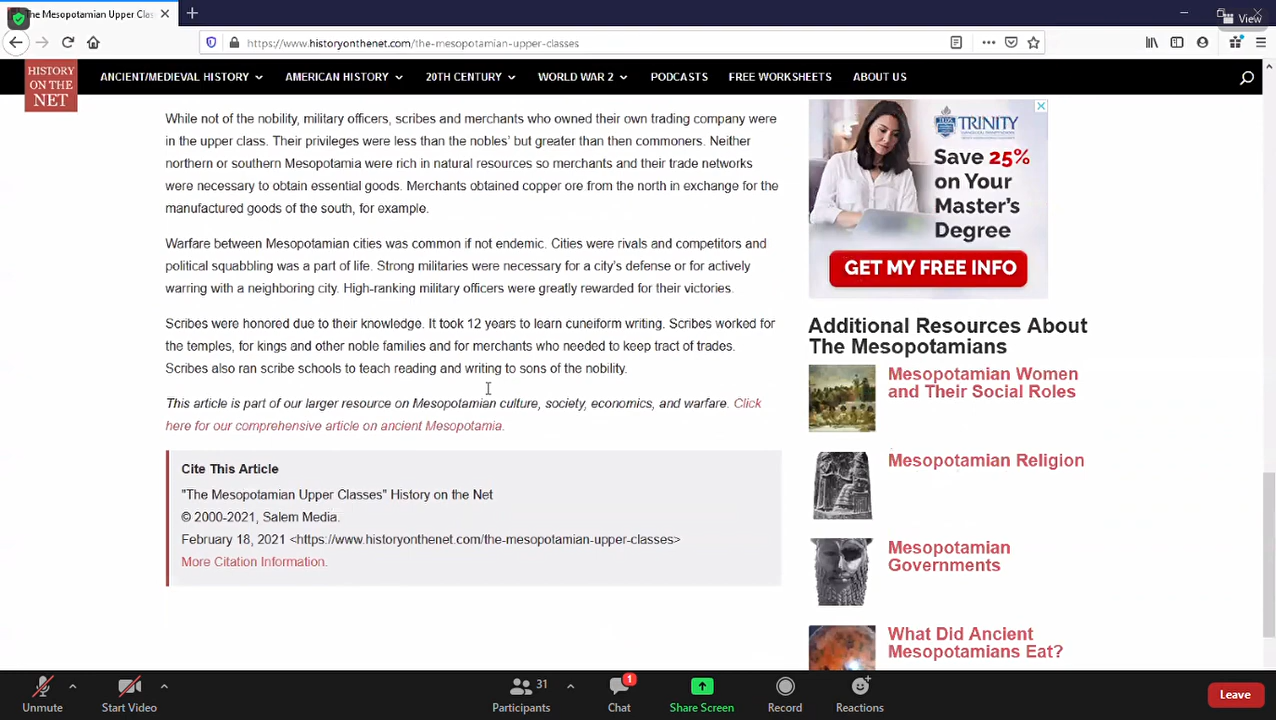 The Mesopotamian Upper Clas
View
https://www.historyonthenet.com/the-mesopotamian-upper-classes
HISTORY
ON THE
NET
ANCIENT/MEDIEVAL HISTORY
AMERICAN HISTORY
20TH CENTURY
WORLD WAR 2
PODCASTS
FREE WORKSHEETS
ABOUT US
While not of the nobility, military officers, scribes and merchants who owned their own trading company were
in the upper class. Their privileges were less than the nobles' but greater than then commoners. Neither
northern or southern Mesopotamia were rich in natural resources so merchants and their trade networks
were necessary to obtain essential goods. Merchants obtained copper ore from the north in exchange for the
manufactured goods of the south, for example.
Warfare between Mesopotamian cities was common if not endemic. Cities were rivals and competitors and
political squabbling was a part of life. Strong militaries were necessary for a city's defense or for actively
warring with a neighboring city. High-ranking military officers were greatly rewarded for their victories.
Scribes were honored due to their knowledge. It took 12 years to learn cuneiform writing. Scribes worked for
the temples, for kings and other noble families and for merchants who needed to keep tract of trades.
Scribes also ran scribe schools to teach reading and writing to sons of the nobility.
This article is part of our larger resource on Mesopotamian culture, society, economics, and warfare. Click
here for our comprehensive article on ancient Mesopotamia.
Cite This Article
"The Mesopotamian Upper Classes" History on the Net
© 2000-2021, Salem Media.
February 18, 2021 <https://www.historyonthenet.com/the-mesopotamian-upper-classes>
More Citation Information.
TRINITY
Save 25%
on Your
Master's
Degree
GET MY FREE INFO
Additional Resources About
The Mesopotamians
Mesopotamian Women
and Their Social Roles
Mesopotamian Religion
Mesopotamian
Governments
What Did Ancient
Mesopotamians Eat?
Unmute
Start Video
31
Participants
1
Chat
Share Screen
Record
Reactions
Leave